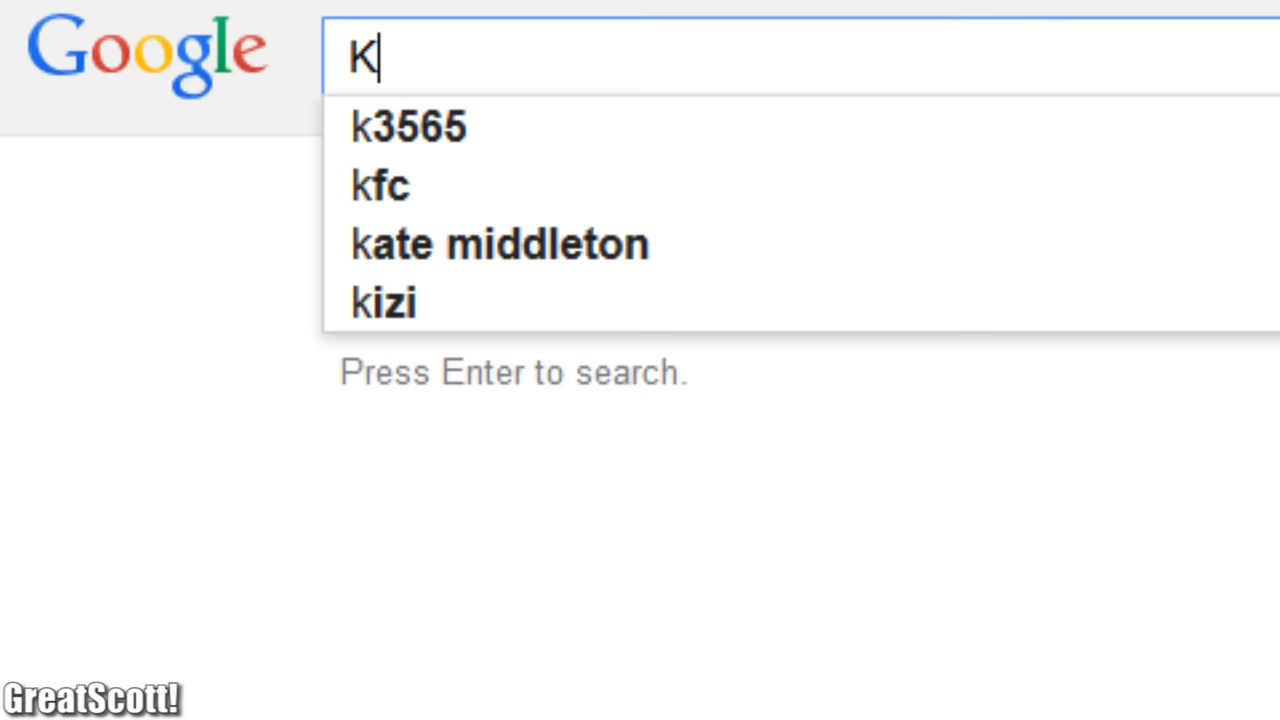 Google
K
k3565
kfc
kate middleton
kizi
Press Enter to search.
GreatScott!